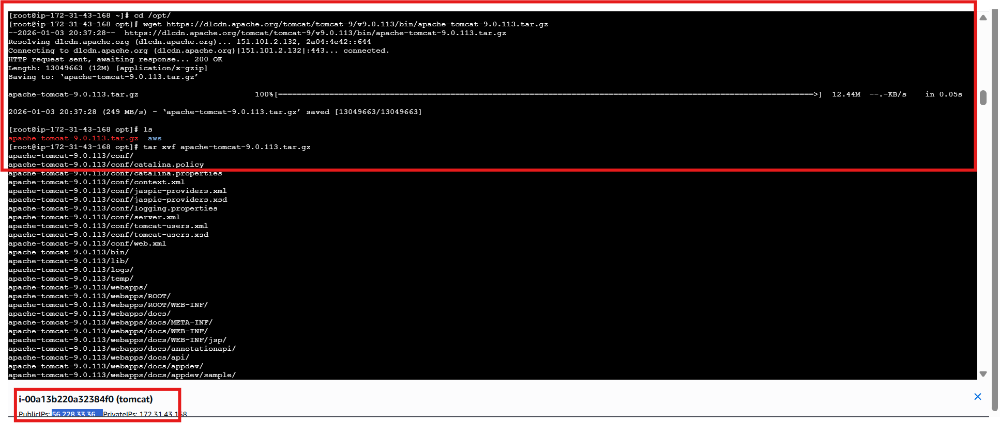 [root@ip-172-31-43-168 ~]# cd /opt/
[root@ip-172-31-43-168 opt]# wget https://dlcdn.apache.org/tomcat/tomcat-9/v9.0.113/bin/apache-tomcat-9.0.113.tar.gz
--2026-01-03 20:37:28--  https://dlcdn.apache.org/tomcat/tomcat-9/v9.0.113/bin/apache-tomcat-9.0.113.tar.gz
Resolving dlcdn.apache.org (dlcdn.apache.org)... 151.101.2.132, 2a04:4e42::644
Connecting to dlcdn.apache.org (dlcdn.apache.org)|151.101.2.132|:443... connected.
HTTP request sent, awaiting response... 200 OK
Length: 13049663 (12M) [application/x-gzip]
Saving to: ‘apache-tomcat-9.0.113.tar.gz’
apache-tomcat-9.0.113.tar.gz 100%[===================================================================================================================>] 12.44M --.-KB/s in 0.05s
2026-01-03 20:37:28 (249 MB/s) - ‘apache-tomcat-9.0.113.tar.gz’ saved [13049663/13049663]
[root@ip-172-31-43-168 opt]# ls
apache-tomcat-9.0.113.tar.gz  aws
[root@ip-172-31-43-168 opt]# tar xvf apache-tomcat-9.0.113.tar.gz
apache-tomcat-9.0.113/conf/
apache-tomcat-9.0.113/conf/catalina.policy
apache-tomcat-9.0.113/conf/catalina.properties
apache-tomcat-9.0.113/conf/context.xml
apache-tomcat-9.0.113/conf/jaspic-providers.xml
apache-tomcat-9.0.113/conf/jaspic-providers.xsd
apache-tomcat-9.0.113/conf/logging.properties
apache-tomcat-9.0.113/conf/server.xml
apache-tomcat-9.0.113/conf/tomcat-users.xml
apache-tomcat-9.0.113/conf/tomcat-users.xsd
apache-tomcat-9.0.113/conf/web.xml
apache-tomcat-9.0.113/bin/
apache-tomcat-9.0.113/lib/
apache-tomcat-9.0.113/logs/
apache-tomcat-9.0.113/temp/
apache-tomcat-9.0.113/webapps/
apache-tomcat-9.0.113/webapps/ROOT/
apache-tomcat-9.0.113/webapps/ROOT/WEB-INF/
apache-tomcat-9.0.113/webapps/docs/
apache-tomcat-9.0.113/webapps/docs/META-INF/
apache-tomcat-9.0.113/webapps/docs/WEB-INF/
apache-tomcat-9.0.113/webapps/docs/WEB-INF/jsp/
apache-tomcat-9.0.113/webapps/docs/annotationapi/
apache-tomcat-9.0.113/webapps/docs/api/
apache-tomcat-9.0.113/webapps/docs/appdev/
apache-tomcat-9.0.113/webapps/docs/appdev/sample/
i-00a13b220a32384f0 (tomcat)
PublicIPs: 56.228.33.36 PrivateIPs: 172.31.43.168